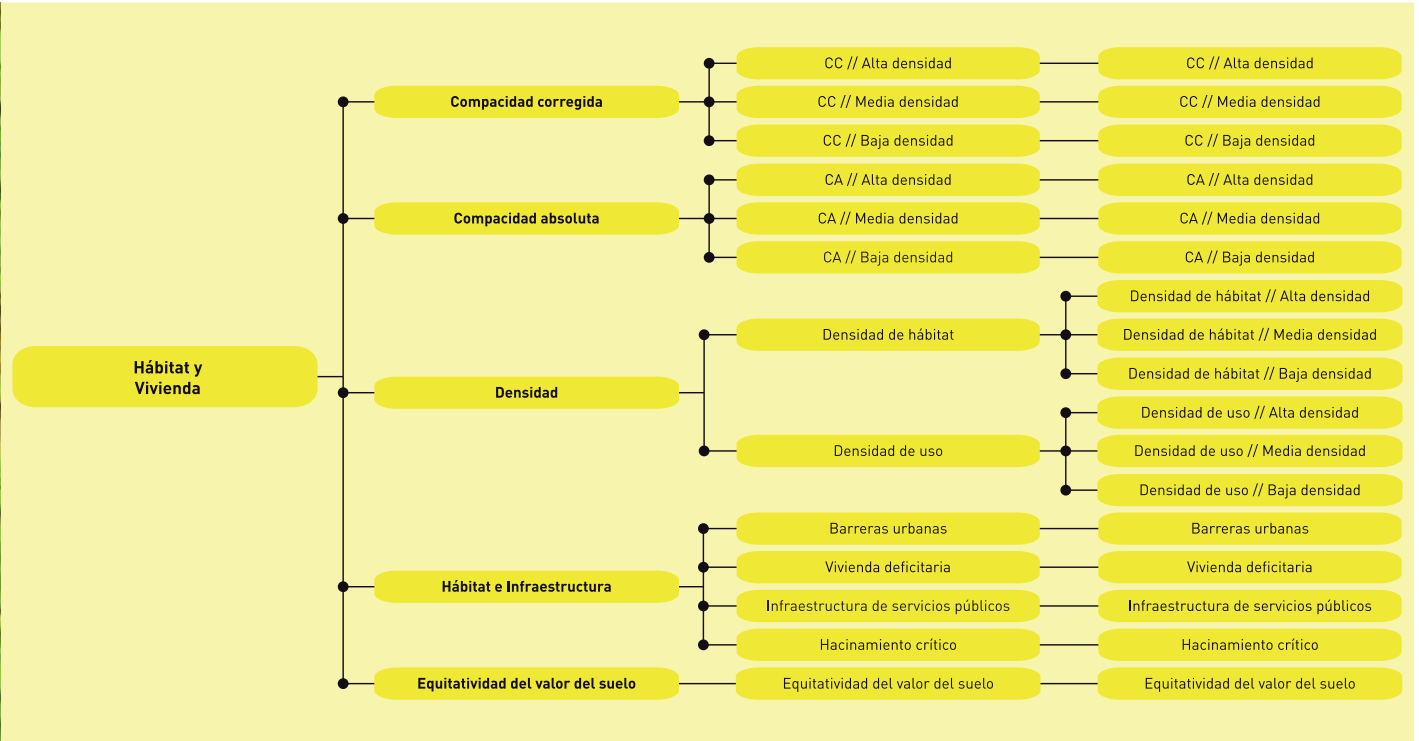 Hábitat y
Vivienda
Compacidad corregida
CC // Alta densidad
CC // Alta densidad
CC // Media densidad
CC // Media densidad
CC // Baja densidad
CC // Baja densidad
Compacidad absoluta
CA // Alta densidad
CA // Alta densidad
CA // Media densidad
CA // Media densidad
CA // Baja densidad
CA // Baja densidad
Densidad
Densidad de hábitat
Densidad de hábitat // Alta densidad
Densidad de hábitat // Media densidad
Densidad de hábitat // Baja densidad
Densidad de uso
Densidad de uso // Alta densidad
Densidad de uso // Media densidad
Densidad de uso // Baja densidad
Hábitat e Infraestructura
Barreras urbanas
Barreras urbanas
Vivienda deficitaria
Vivienda deficitaria
Infraestructura de servicios públicos
Infraestructura de servicios públicos
Hacinamiento crítico
Hacinamiento crítico
Equitatividad del valor del suelo
Equitatividad del valor del suelo
Equitatividad del valor del suelo